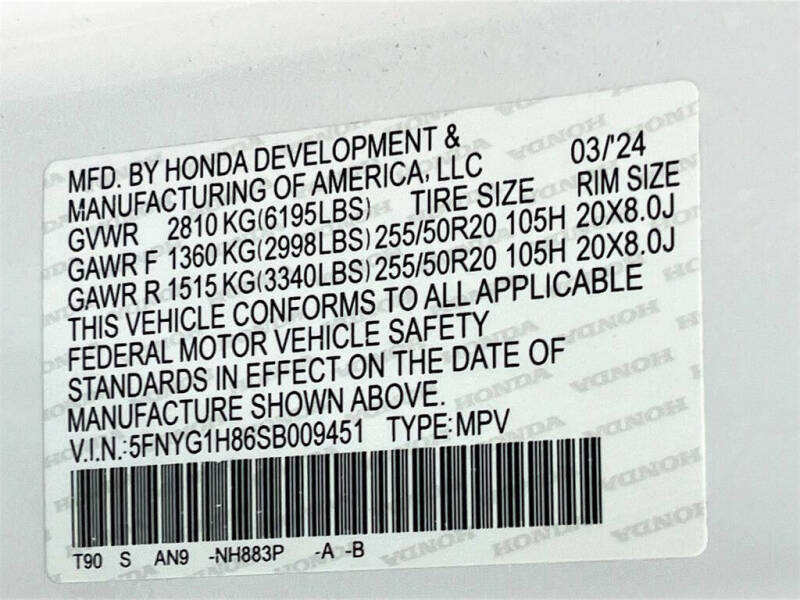 MFD. BY HONDA DEVELOPMENT &
MANUFACTURING OF AMERICA, LLC 03/'24
GVWR 2810 KG(6195LBS) TIRE SIZE RIM SIZE
GAWR F 1360 KG(2998LBS) 255/50R20 105H 20X8.0J
GAWR R 1515 KG(3340LBS) 255/50R20 105H 20X8.0J
THIS VEHICLE CONFORMS TO ALL APPLICABLE
FEDERAL MOTOR VEHICLE SAFETY
STANDARDS IN EFFECT ON THE DATE OF
MANUFACTURE SHOWN ABOVE.
V.I.N.:5FNYG1H86SB009451 TYPE:MPV
T90 S AN9 -NH883P -A -B